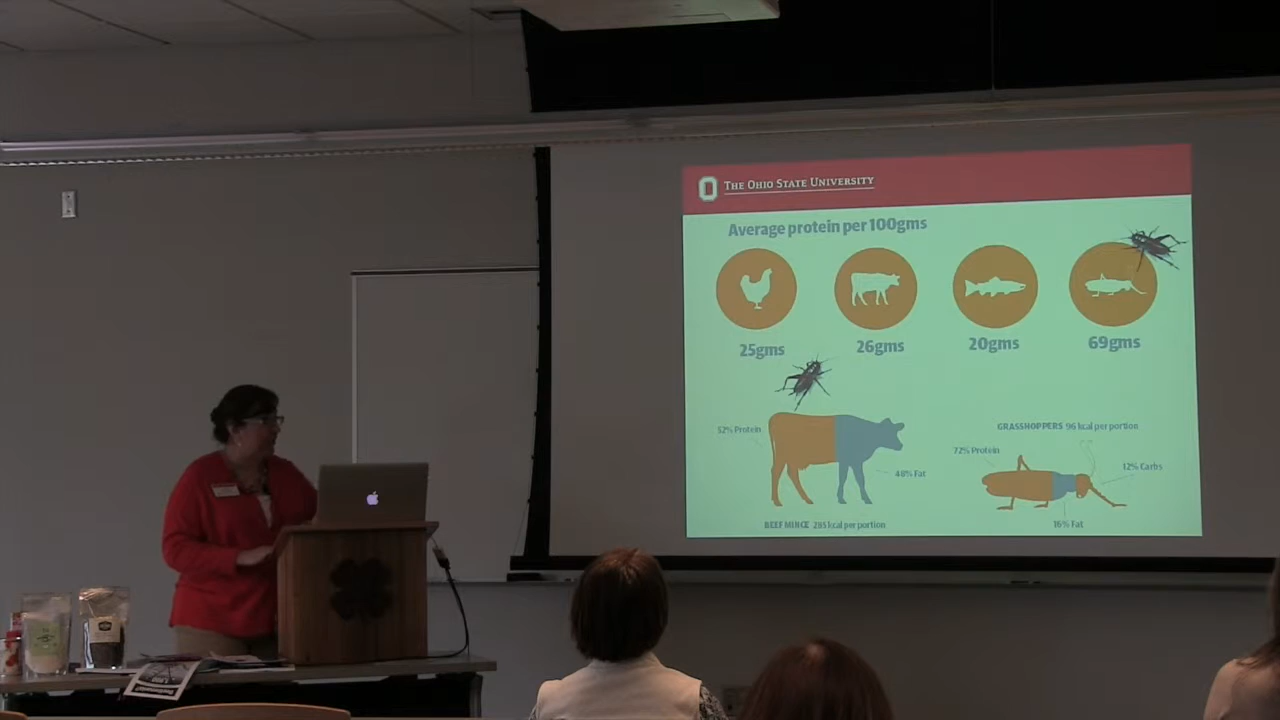 THE OHIO STATE UNIVERSITY
Average protein per 100gms
25gms
26gms
20gms
69gms
52% Protein
48% Fat
BEEF MINCE 285 kcal per portion
GRASSHOPPERS 96 kcal per portion
72% Protein
12% Carbs
16% Fat